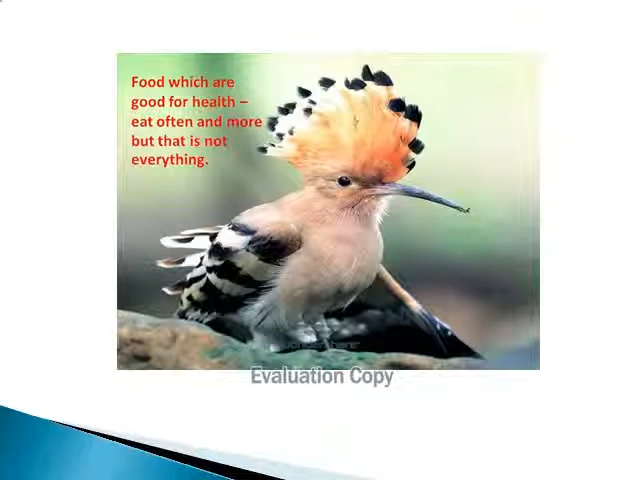 Food which are
good for health –
eat often and more
but that is not
everything.
Evaluation Copy